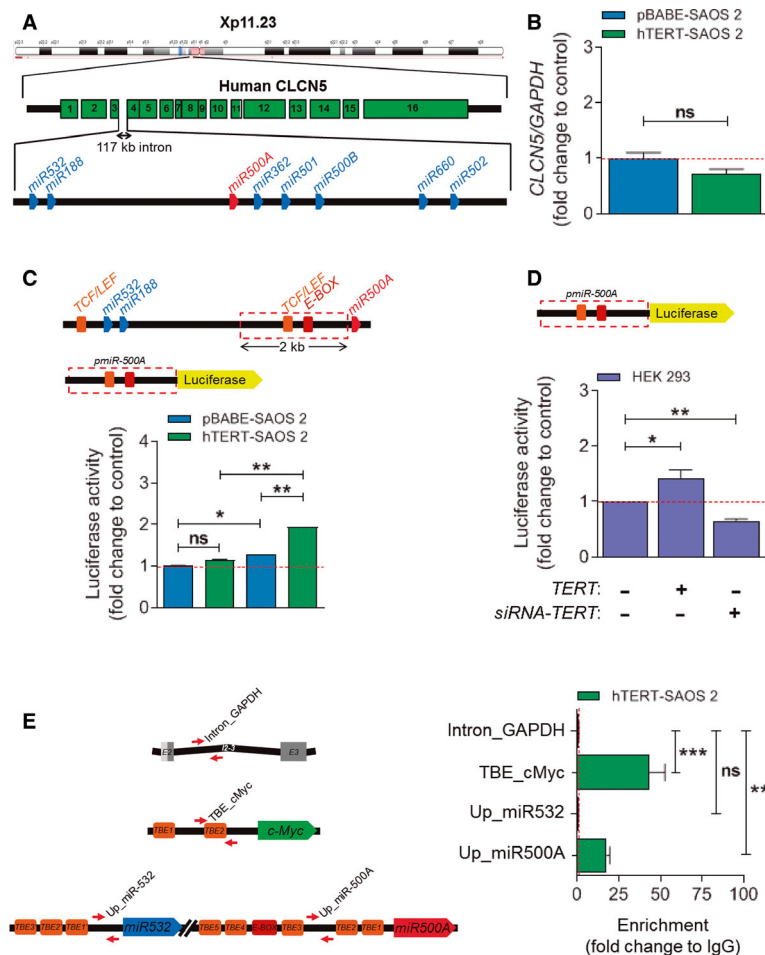 A
Xp11.23
Human CLCN5
1 2 3 4 5 6 7 8 9 10 11 12 13 14 15 16
117 kb intron
miR532 miR188 miR500A miR362 miR501 miR500B miR660 miR502
B
pBABE-SAOS 2
hTERT-SAOS 2
CLCN5/GAPDH
(fold change to control)
3
2
1
0
ns
C
TCF/LEF miR532 miR188 TCF/LEF E-BOX miR500A
2 kb
pmiR-500A
Luciferase
pBABE-SAOS 2
hTERT-SAOS 2
Luciferase activity
(fold change to control)
4
3
2
1
0
ns * ** **
D
pmiR-500A
Luciferase
HEK 293
Luciferase activity
(fold change to control)
3
2
1
0
* **
TERT: - + -
siRNA-TERT: - - +
E
Intron_GAPDH
E2 I2-3 E3
TBE_cMyc
TBE1 TBE2 c-Myc
Up_miR-532 Up_miR-500A
TBE3 TBE2 TBE1 miR532 TBE5 TBE4 E-BOX TBE3 TBE2 TBE1 miR500A
hTERT-SAOS 2
Intron_GAPDH
TBE_cMyc
Up_miR532
Up_miR500A
*** ns **
0 25 50 75 100
Enrichment
(fold change to IgG)